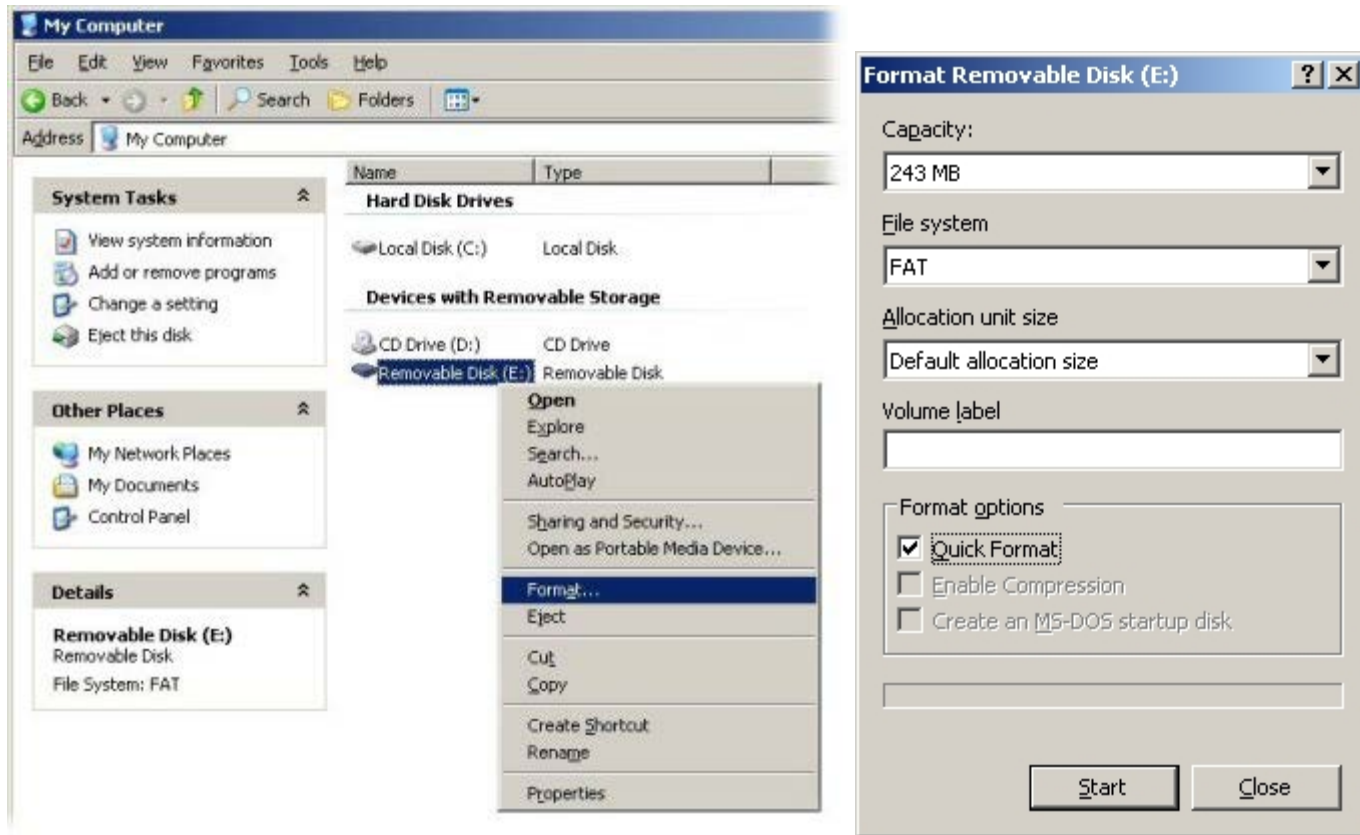 My Computer
File Edit View Favorites Tools Help
Back Search Folders
Address My Computer
Name Type
System Tasks
View system information
Add or remove programs
Change a setting
Eject this disk
Other Places
My Network Places
My Documents
Control Panel
Details
Removable Disk (E:)
Removable Disk
File System: FAT
Hard Disk Drives
Local Disk (C:) Local Disk
Devices with Removable Storage
CD Drive (D:) CD Drive
Removable Disk (E:) Removable Disk
Open
Explore
Search...
AutoPlay
Sharing and Security...
Open as Portable Media Device...
Format...
Eject
Cut
Copy
Create Shortcut
Rename
Properties
Format Removable Disk (E:)
Capacity:
243 MB
File system
FAT
Allocation unit size
Default allocation size
Volume label
Format options
Quick Format
Enable Compression
Create an MS-DOS startup disk
Start Close